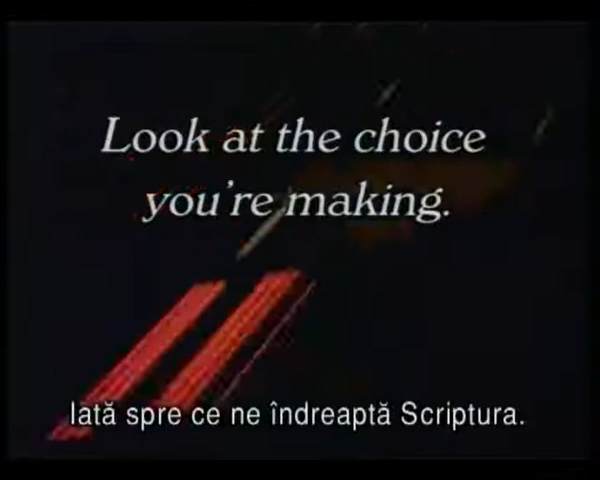 Look at the choice
you're making.
Iată spre ce ne îndreaptă Scriptura.